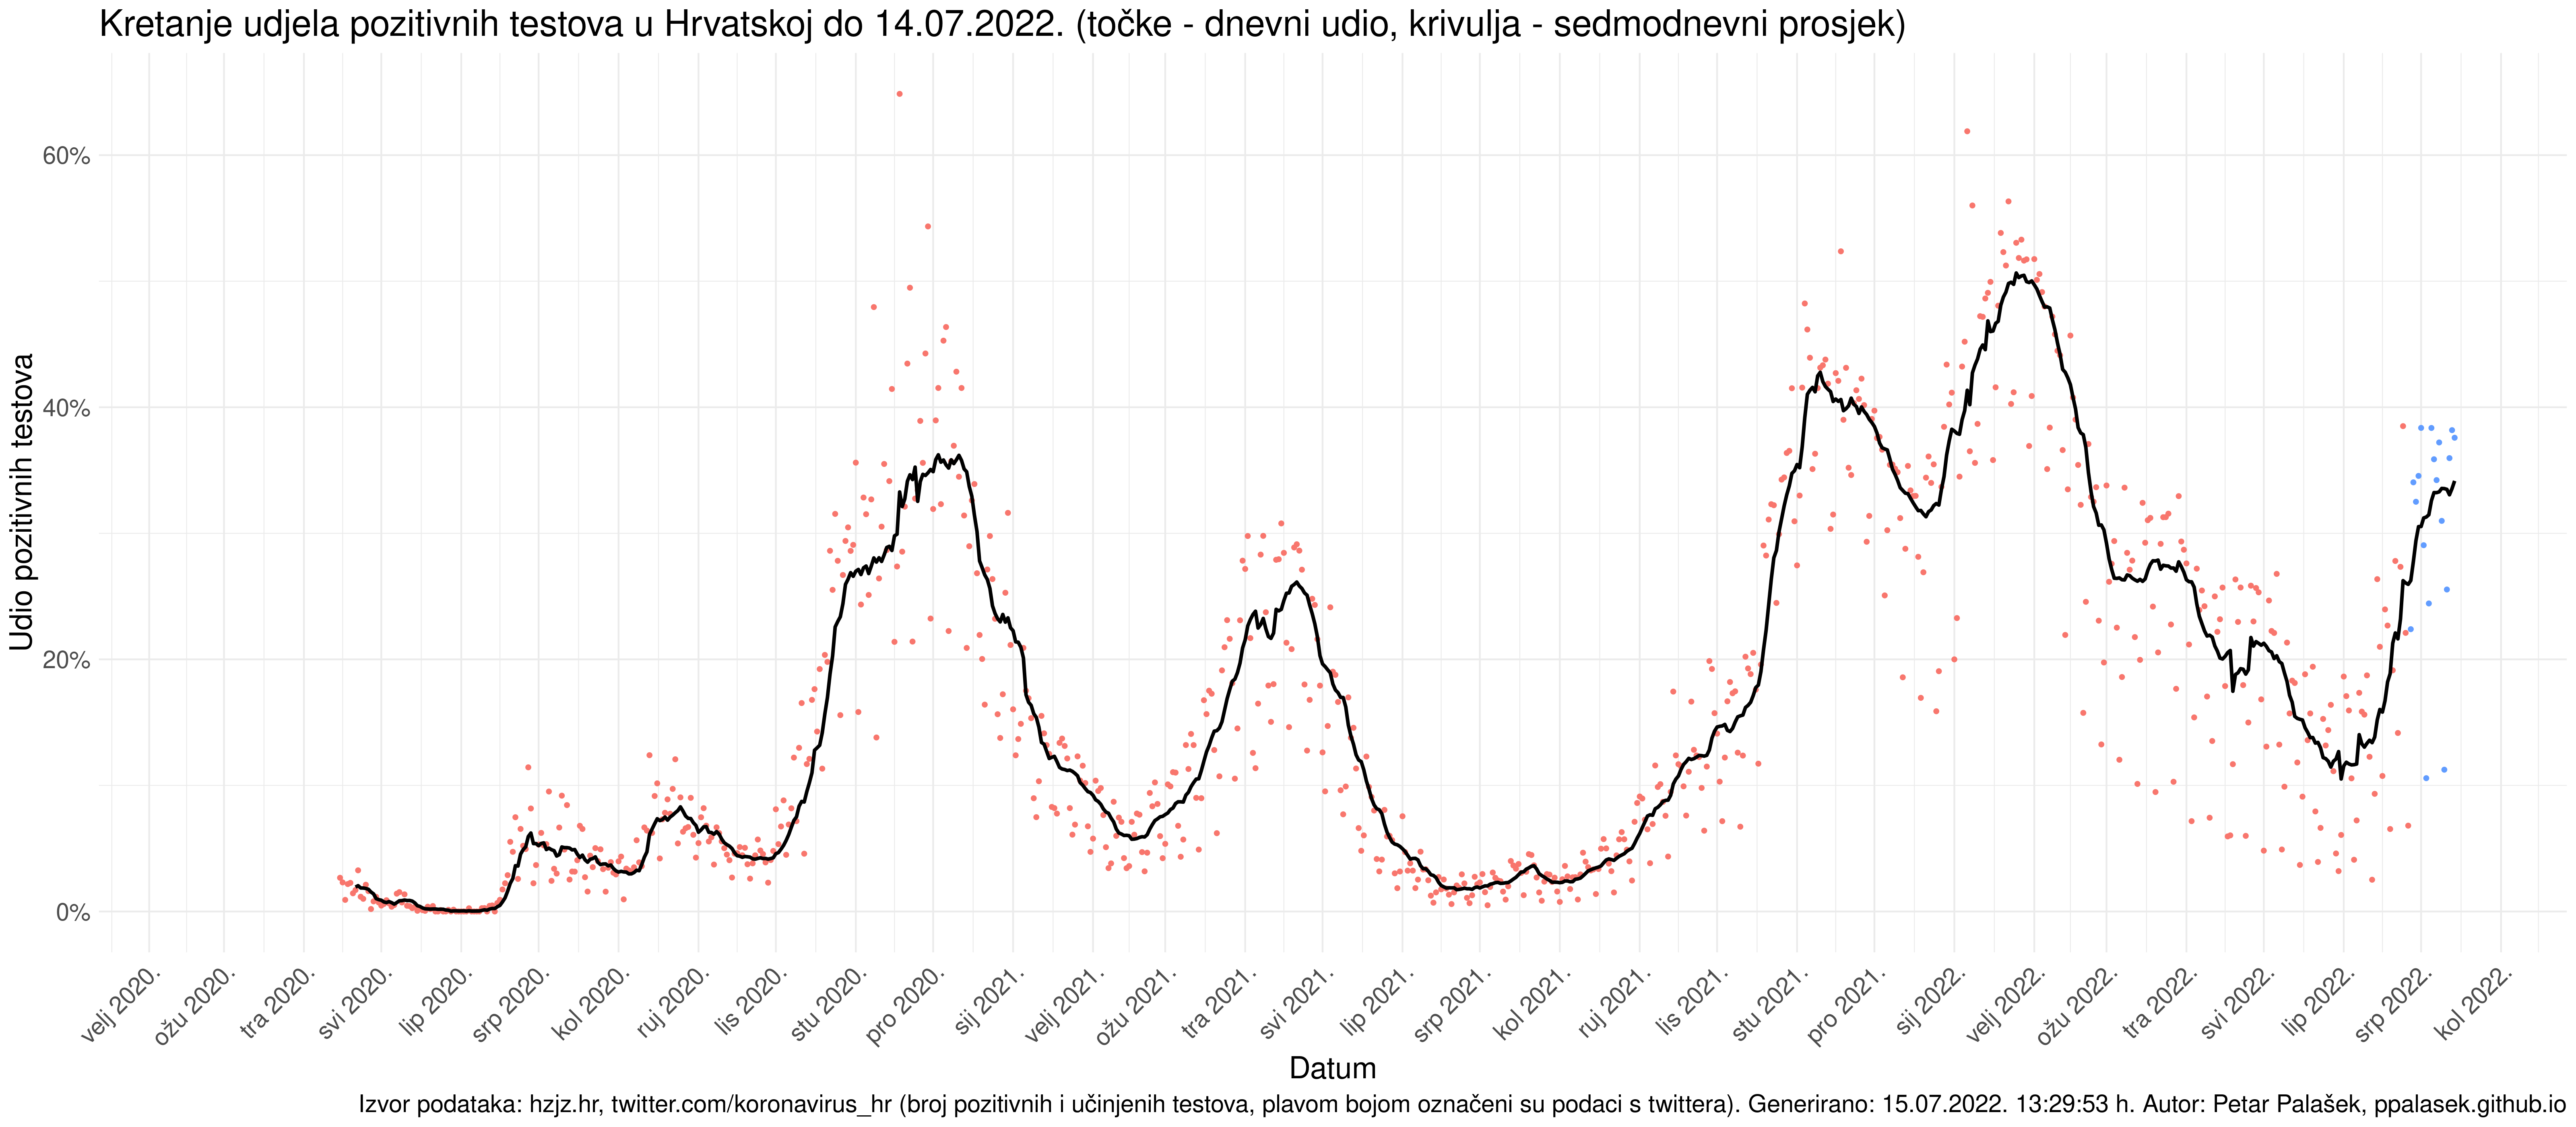 Kretanje udjela pozitivnih testova u Hrvatskoj do 14.07.2022. (točke - dnevni udio, krivulja - sedmodnevni prosjek)
Udio pozitivnih testova
60%
40%
20%
0%
velj 2020.
ožu 2020.
tra 2020.
svi 2020.
lip 2020.
srp 2020.
kol 2020.
ruj 2020.
lis 2020.
stu 2020.
pro 2020.
sij 2021.
velj 2021.
ožu 2021.
tra 2021.
svi 2021.
lip 2021.
srp 2021.
kol 2021.
ruj 2021.
lis 2021.
stu 2021.
pro 2021.
sij 2022.
velj 2022.
ožu 2022.
tra 2022.
svi 2022.
lip 2022.
srp 2022.
kol 2022.
Datum
Izvor podataka: hzjz.hr, twitter.com/koronavirus_hr (broj pozitivnih i učinjenih testova, plavom bojom označeni su podaci s twittera). Generirano: 15.07.2022. 13:29:53 h. Autor: Petar Palašek, ppalasek.github.io